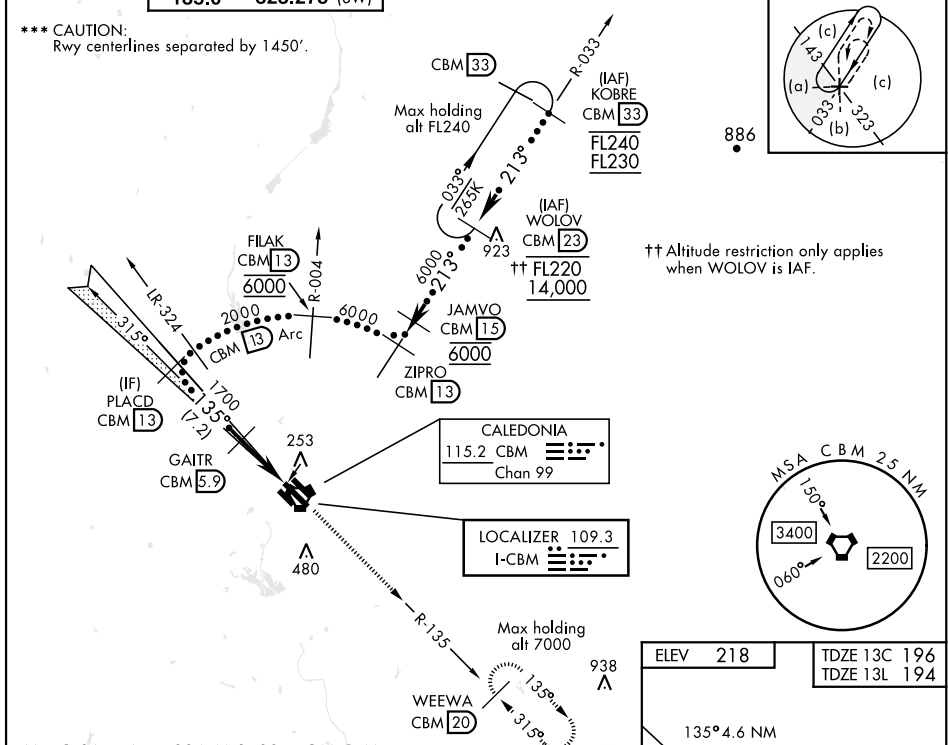 *** CAUTION:
Rwy centerlines separated by 1450'.
CBM 33
R-033
(IAF)
KOBRE
CBM 33
FL240
FL230
Max holding
alt FL240
033°
265K
213°
886
143
(c)
(a)
(c)
033
(b)
323
(IAF)
WOLOV
CBM 23
†† FL220
14,000
923
†† Altitude restriction only applies
when WOLOV is IAF.
6000
213°
FILAK
CBM 13
6000
R-004
JAMVO
CBM 15
6000
LR-324
2000
6000
CBM 13 Arc
ZIPRO
CBM 13
315°
(IF)
PLACD
CBM 13
1700
135°
(7.2)
GAITR
CBM 5.9
253
CALEDONIA
115.2 CBM
Chan 99
LOCALIZER 109.3
I-CBM
480
MSA CBM 25 NM
150°
3400
2200
060°
R-135
Max holding
alt 7000
938
135°
315°
WEEWA
CBM 20
ELEV 218
TDZE 13C 196
TDZE 13L 194
135° 4.6 NM